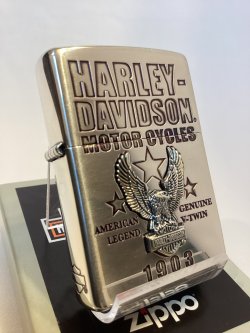 HARLEY-
DAVIDSON.
MOTOR CYCLES
AMERICAN
LEGEND
GENUINE
V-TWIN
1903
Zippo